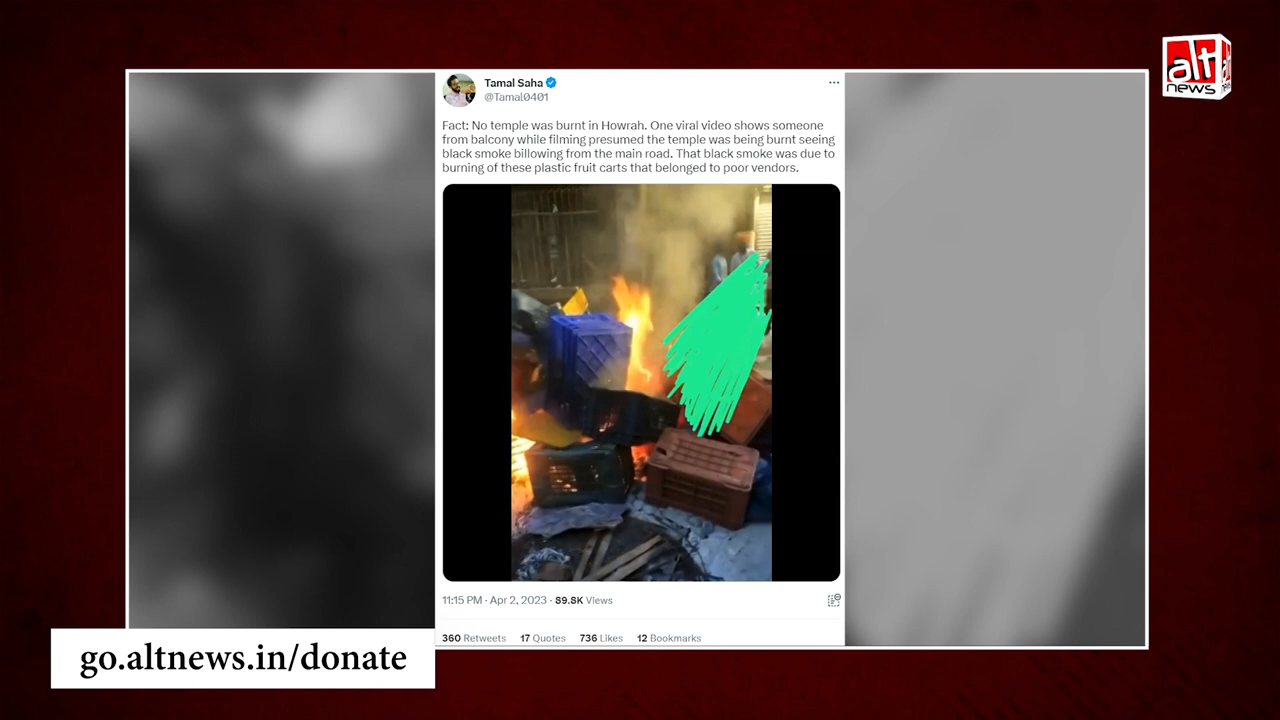 alt
news
Tamal Saha
@Tamal0401
Fact: No temple was burnt in Howrah. One viral video shows someone
from balcony while filming presumed the temple was being burnt seeing
black smoke billowing from the main road. That black smoke was due to
burning of these plastic fruit carts that belonged to poor vendors.
11:15 PM · Apr 2, 2023 · 89.8K Views
360 Retweets 17 Quotes 736 Likes 12 Bookmarks
go.altnews.in/donate